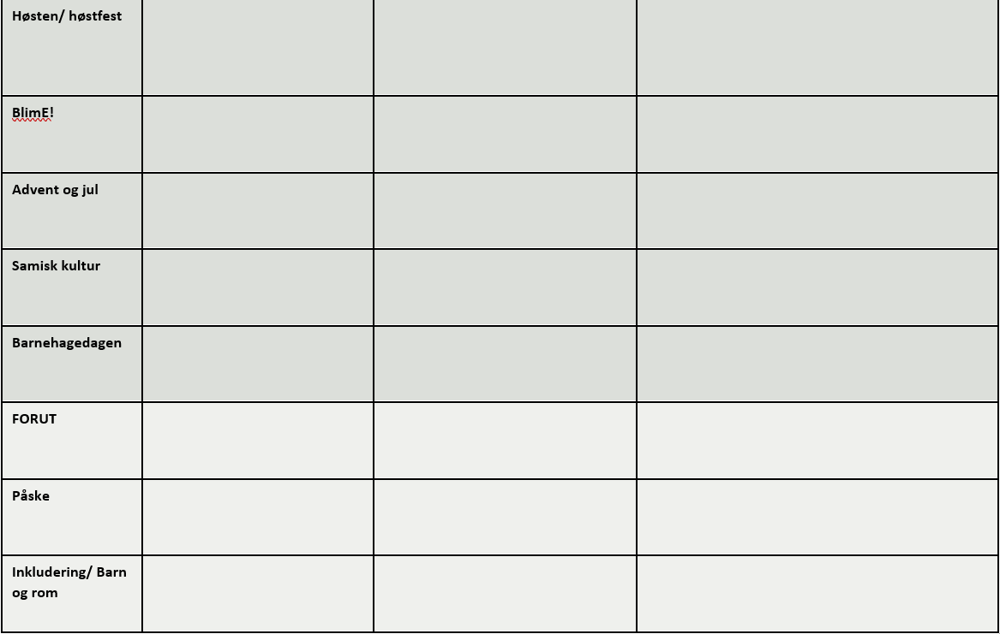 Høsten/ høstfest
BlimE!
Advent og jul
Samisk kultur
Barnehagedagen
FORUT
Påske
Inkludering/ Barn
og rom